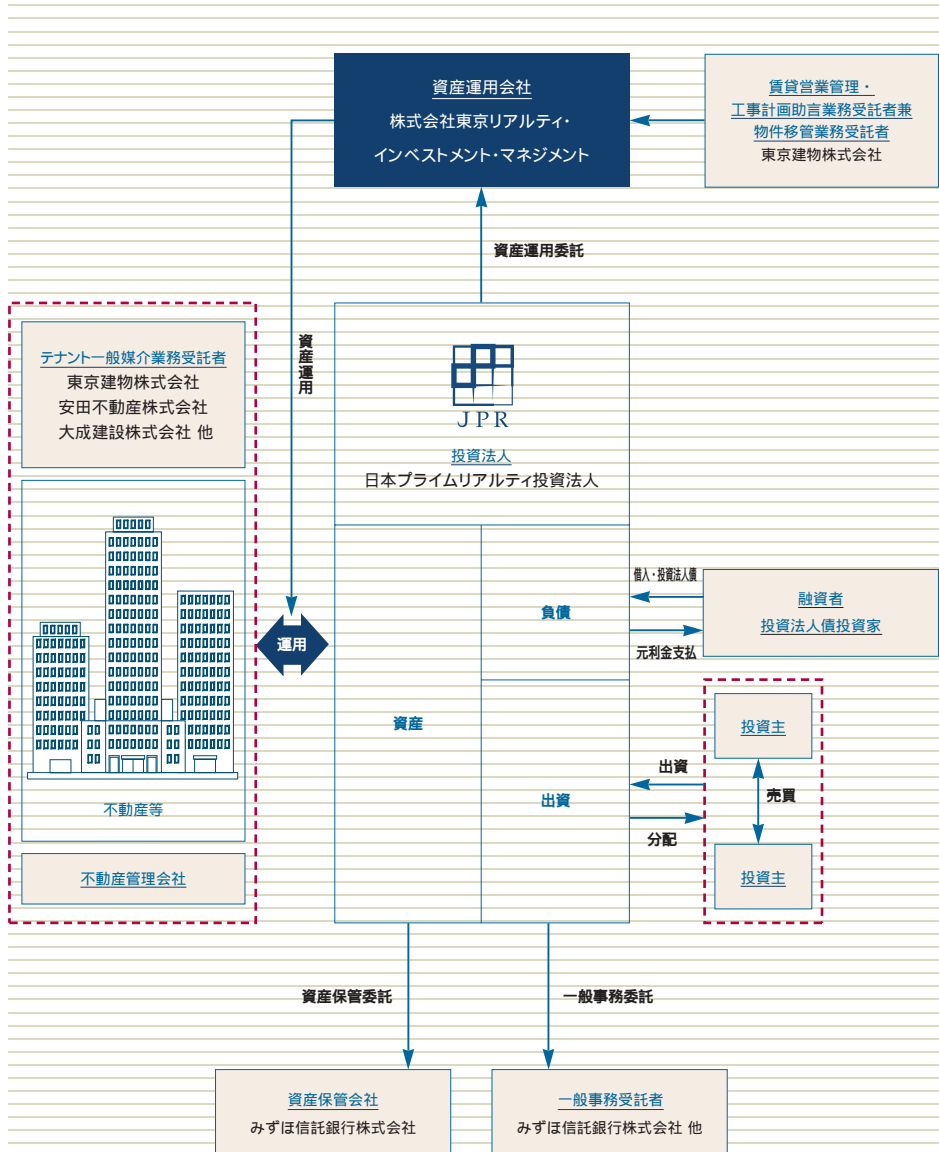 資産運用会社
株式会社東京リアルティ・
インベストメント・マネジメント
賃貸営業管理・
工事計画助言業務受託者兼
物件移管業務受託者
東京建物株式会社
資産運用委託
資産運用
テナント一般媒介業務受託者
東京建物株式会社
安田不動産株式会社
大成建設株式会社 他
JPR
投資法人
日本プライムリアルティ投資法人
借入・投資法人債
融資者
投資法人債投資家
元利金支払
負債
運用
資産
投資主
出資
売買
出資
分配
投資主
不動産等
不動産管理会社
資産保管委託
一般事務委託
資産保管会社
みずほ信託銀行株式会社
一般事務受託者
みずほ信託銀行株式会社 他